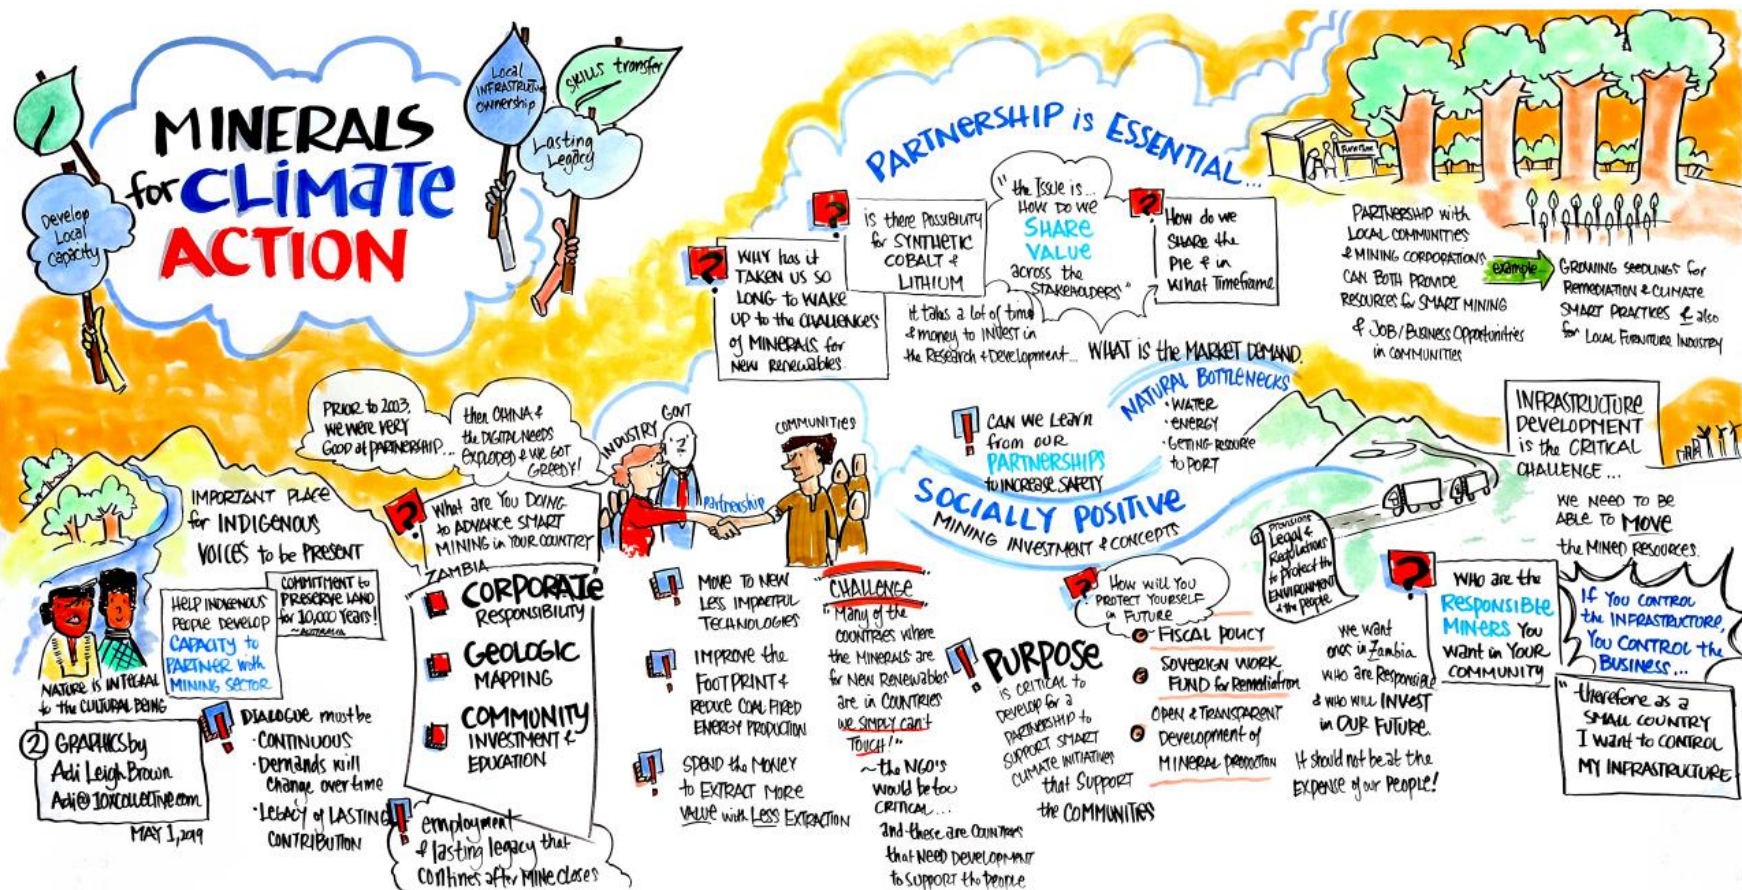 MINERALS
for CLIMATE
ACTION
Develop
Local
Capacity
Local
INFRASTRUCTURE
ownership
SKILLS transfer
Lasting
Legacy
PARTNERSHIP is ESSENTIAL...
?
WHY has it
TAKEN US SO
LONG to WAKE
UP to the CHALLENGES
of MINERALS for
NEW Renewables
?
is there POSSIBILITY
for SYNTHETIC
COBALT &
LITHIUM
it takes a lot of time
& money to INVEST in
the Research + Development...
"the Issue is...
HOW DO WE
SHARE
VALUE
across the
STAKEHOLDERS"
?
How do we
SHARE the
Pie & in
what Timeframe
WHAT is the MARKET DEMAND.
Furniture
PARTNERSHIP with
LOCAL COMMUNITIES
& MINING CORPORATIONS
CAN BOTH PROVIDE
RESOURCES for SMART MINING
& JOB/BUSINESS Opportunities
in COMMUNITIES
example
GROWING SEEDLINGS for
Remediation & CLIMATE
SMART PRACTICES & also
for LOCAL FURNITURE INDUSTRY
PRIOR to 2003,
we were VERY
Good at PARTNERSHIP...
then CHINA &
the DIGITAL NEEDS
EXPLODED & WE GOT
GREEDY!
INDUSTRY
GOVT
COMMUNITIES
partnership
!
CAN WE LEARN
from OUR
PARTNERSHIPS
to INCREASE SAFETY
NATURAL BOTTLENECKS
• WATER
• ENERGY
• GETTING RESOURCE
to PORT
SOCIALLY POSITIVE
MINING INVESTMENT & CONCEPTS
INFRASTRUCTURE
DEVELOPMENT
is the CRITICAL
CHALLENGE...
WE NEED TO BE
ABLE TO MOVE
the MINED RESOURCES.
IMPORTANT PLACE
for INDIGENOUS
VOICES to be PRESENT
HELP INDIGENOUS
PEOPLE DEVELOP
CAPACITY to
PARTNER with
MINING SECTOR
COMMITMENT to
PRESERVE LAND
for 10,000 Years!
~AUSTRALIA
NATURE is INTEGRAL
to the CULTURAL BEING
② GRAPHICS by
Adi Leigh Brown
Adi@10XCOLLECTIVE.com
MAY 1, 2019
!
DIALOGUE must be
• CONTINUOUS
• Demands will
Change over time
• LEGACY of LASTING
CONTRIBUTION
?
What are You DOING
to ADVANCE SMART
MINING in YOUR COUNTRY
ZAMBIA
CORPORATE
RESPONSIBILITY
GEOLOGIC
MAPPING
COMMUNITY
INVESTMENT &
EDUCATION
!
employment
& lasting legacy that
continues after MINE closes
!
MOVE TO NEW
LESS IMPACTFUL
TECHNOLOGIES
!
IMPROVE the
FOOTPRINT &
REDUCE COAL FIRED
ENERGY PRODUCTION
!
SPEND the MONEY
to EXTRACT MORE
VALUE with LESS EXTRACTION
CHALLENGE
"Many of the
COUNTRIES where
the MINERALS are
for New Renewables
are in COUNTRIES
we SIMPLY can't
TOUCH!"
~ the NGO'S
would be too
CRITICAL...
and these are COUNTRIES
that NEED DEVELOPMENT
to SUPPORT the People
!
PURPOSE
is CRITICAL to
DEVELOP for a
PARTNERSHIP to
SUPPORT SMART
CLIMATE INITIATIVES
that SUPPORT
the COMMUNITIES
?
How will You
PROTECT YOURSELF
in FUTURE
FISCAL POLICY
SOVERIGN WORK
FUND for Remediation
OPEN & TRANSPARENT
Development of
MINERAL PRODUCTION
Provisions
Legal &
Regulations
to protect the
ENVIRONMENT
& the People
we want
ones in Zambia
who are Responsible
& who will INVEST
in OUR FUTURE.
It should not be at the
EXPENSE of our PEOPLE!
?
WHO are the
RESPONSIBLE
MINERS YOU
want in YOUR
COMMUNITY
IF YOU CONTROL
the INFRASTRUCTURE,
YOU CONTROL the
BUSINESS...
"therefore as a
SMALL COUNTRY
I want to CONTROL
MY INFRASTRUCTURE